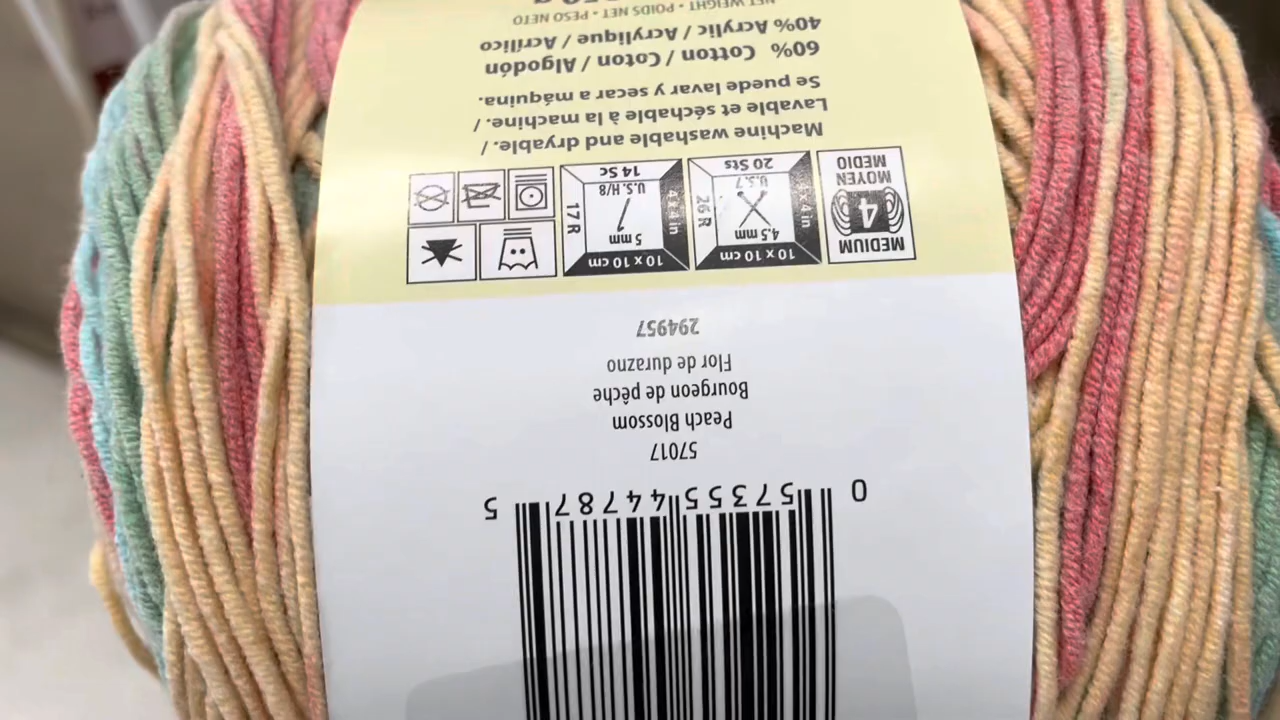 0 57355 44787 5
57017
Peach Blossom
Bourgeon de pêche
Flor de durazno
294957
MEDIUM
4
MOYEN
MEDIO
10 x 10 cm
4.5 mm
U.S. 7
26 R
4 x 4 in
20 Sts
10 x 10 cm
5 mm
U.S. H/8
17 R
4 x 4 in
14 Sc
Machine washable and dryable. /
Lavable et séchable à la machine. /
Se puede lavar y secar a máquina.
60% Cotton / Coton / Algodón
40% Acrylic / Acrylique / Acrílico
NET WEIGHT • POIDS NET • PESO NETO